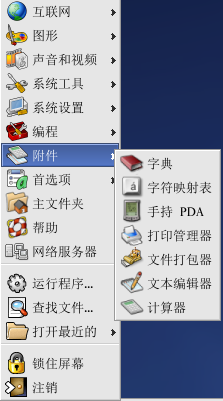 互联网
图形
声音和视频
系统工具
系统设置
编程
附件
首选项
主文件夹
帮助
网络服务器
运行程序...
查找文件...
打开最近的
锁住屏幕
注销
字典
字符映射表
手持 PDA
打印管理器
文件打包器
文本编辑器
计算器